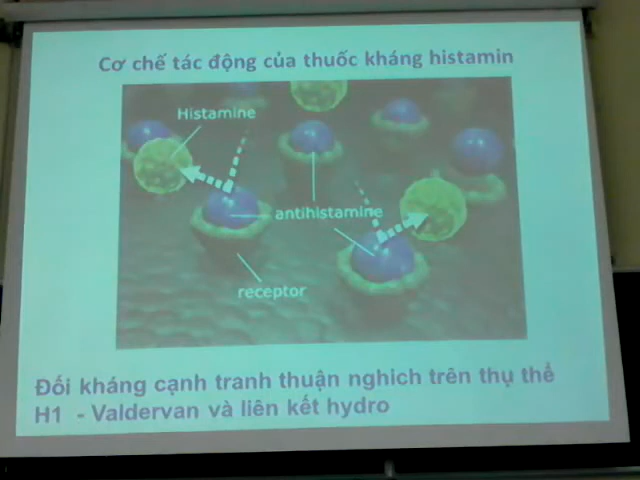 Cơ chế tác động của thuốc kháng histamin
Histamine
antihistamine
receptor
Đối kháng cạnh tranh thuận nghich trên thụ thể
H1 - Valdervan và liên kết hydro